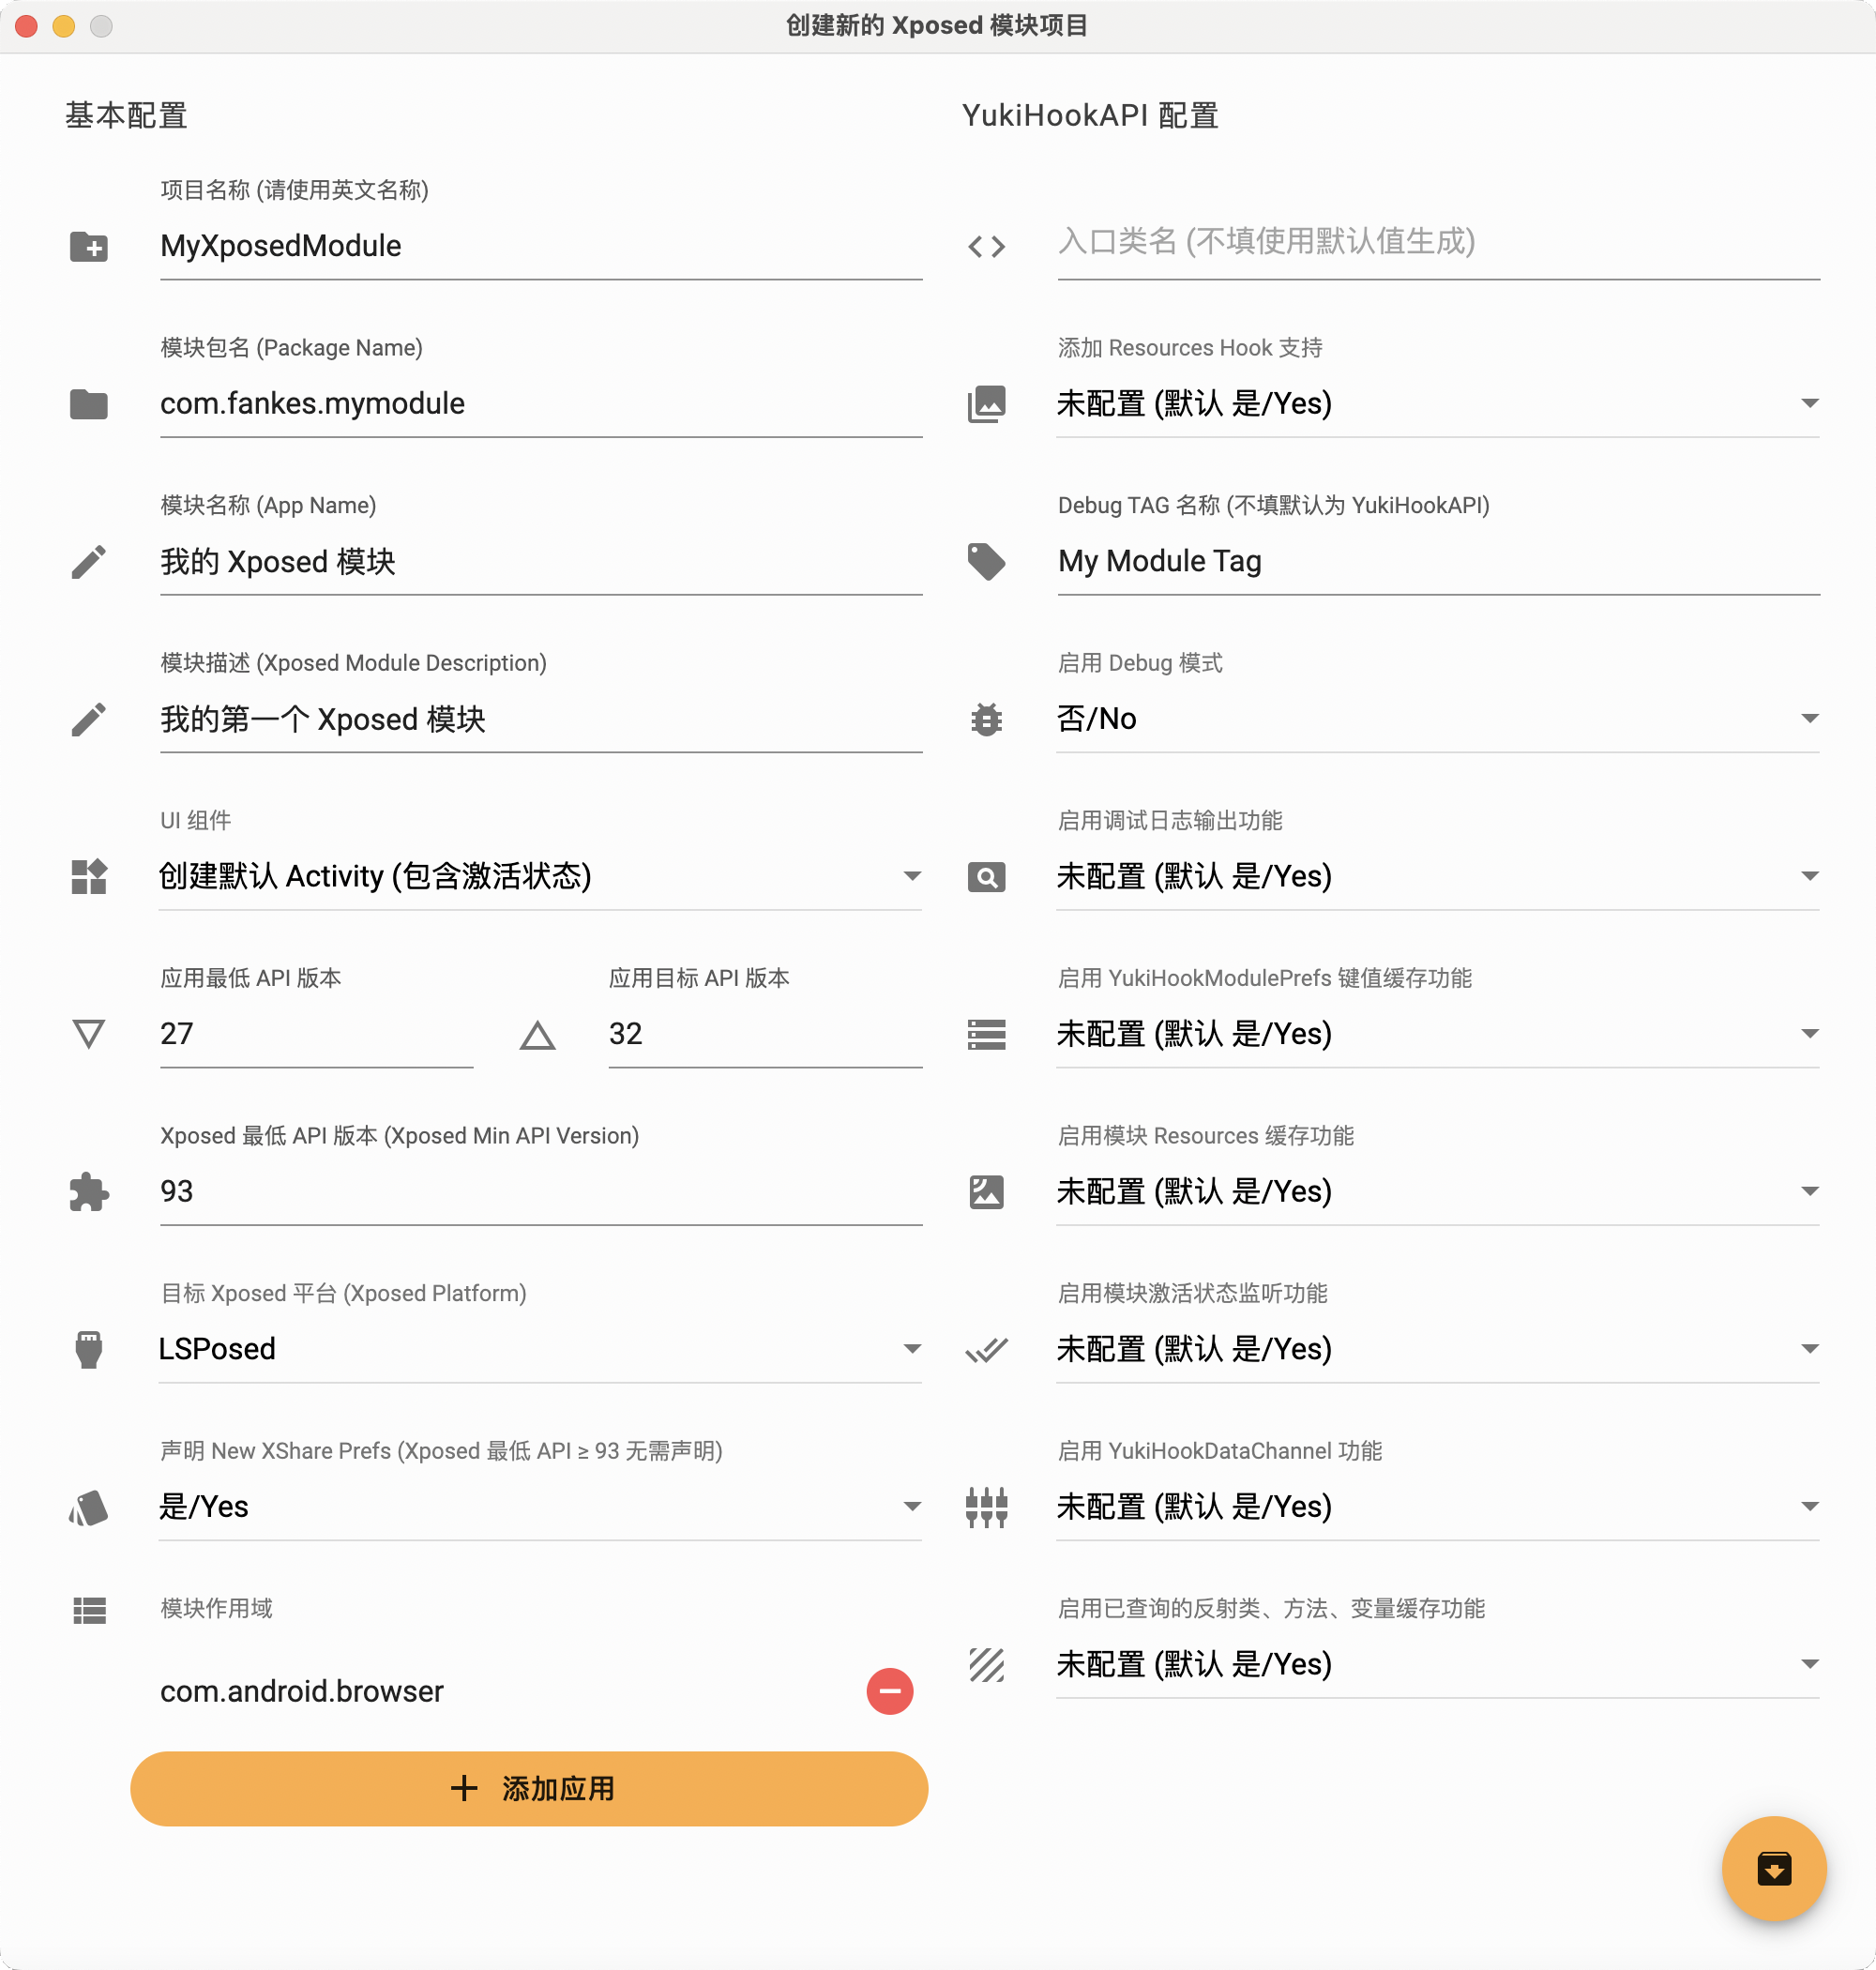 创建新的 Xposed 模块项目
基本配置
项目名称 (请使用英文名称)
MyXposedModule
模块包名 (Package Name)
com.fankes.mymodule
模块名称 (App Name)
我的 Xposed 模块
模块描述 (Xposed Module Description)
我的第一个 Xposed 模块
UI 组件
创建默认 Activity (包含激活状态)
应用最低 API 版本
27
应用目标 API 版本
32
Xposed 最低 API 版本 (Xposed Min API Version)
93
目标 Xposed 平台 (Xposed Platform)
LSPosed
声明 New XShare Prefs (Xposed 最低 API ≥ 93 无需声明)
是/Yes
模块作用域
com.android.browser
添加应用
YukiHookAPI 配置
入口类名 (不填使用默认值生成)
添加 Resources Hook 支持
未配置 (默认 是/Yes)
Debug TAG 名称 (不填默认为 YukiHookAPI)
My Module Tag
启用 Debug 模式
否/No
启用调试日志输出功能
未配置 (默认 是/Yes)
启用 YukiHookModulePrefs 键值缓存功能
未配置 (默认 是/Yes)
启用模块 Resources 缓存功能
未配置 (默认 是/Yes)
启用模块激活状态监听功能
未配置 (默认 是/Yes)
启用 YukiHookDataChannel 功能
未配置 (默认 是/Yes)
启用已查询的反射类、方法、变量缓存功能
未配置 (默认 是/Yes)